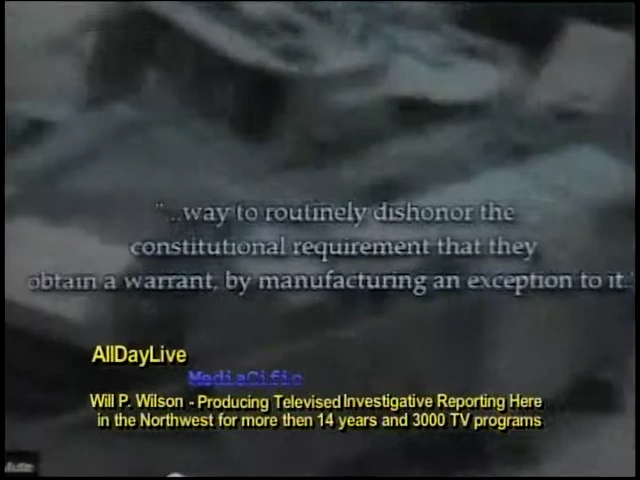 "...way to routinely dishonor the
constitutional requirement that they
obtain a warrant, by manufacturing an exception to it.
AllDayLive
MediaCific
Will P. Wilson - Producing Televised Investigative Reporting Here
in the Northwest for more then 14 years and 3000 TV programs
Mute